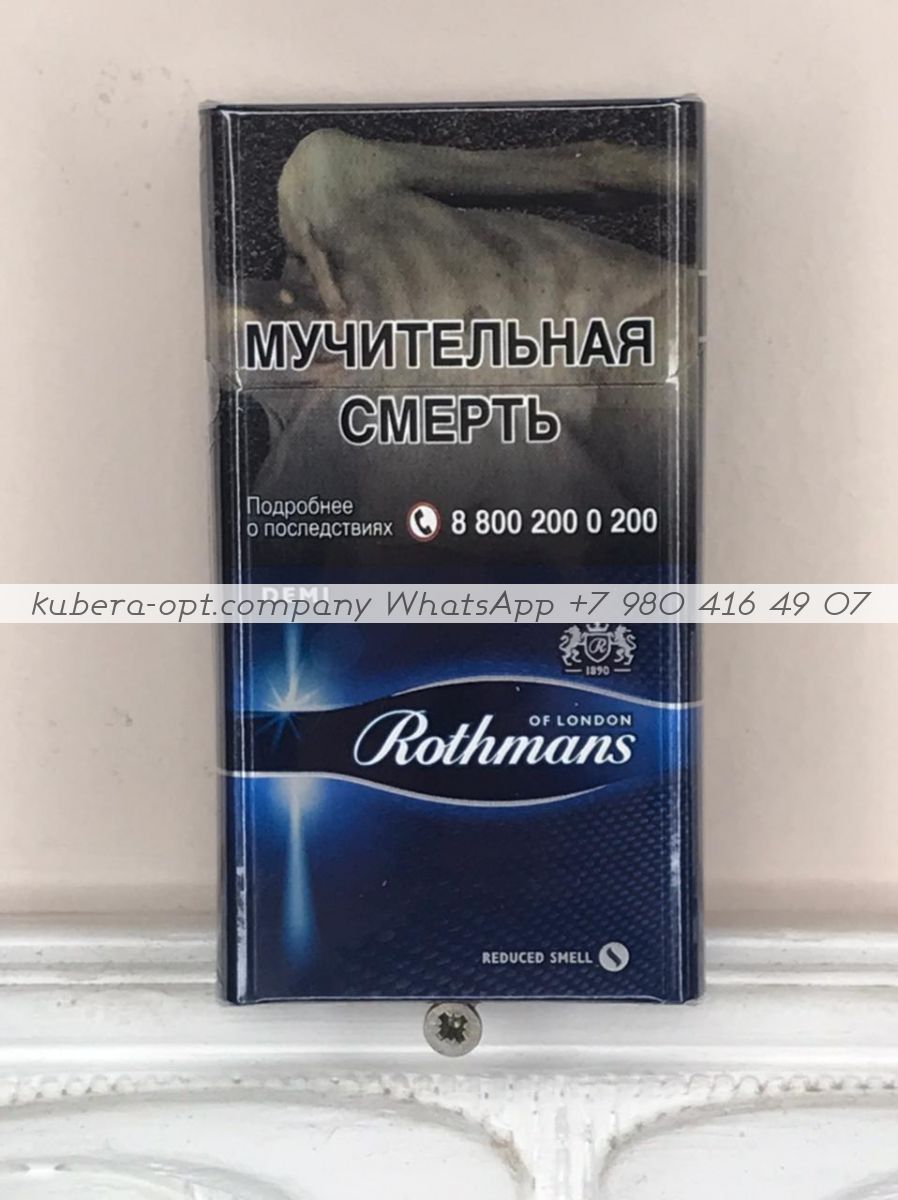 МУЧИТЕЛЬНАЯ
СМЕРТЬ
Подробнее
о последствиях
8 800 200 0 200
DEMI
kubera-opt.company WhatsApp +7 980 416 49 07
R
1890
OF LONDON
Rothmans
REDUCED SMELL